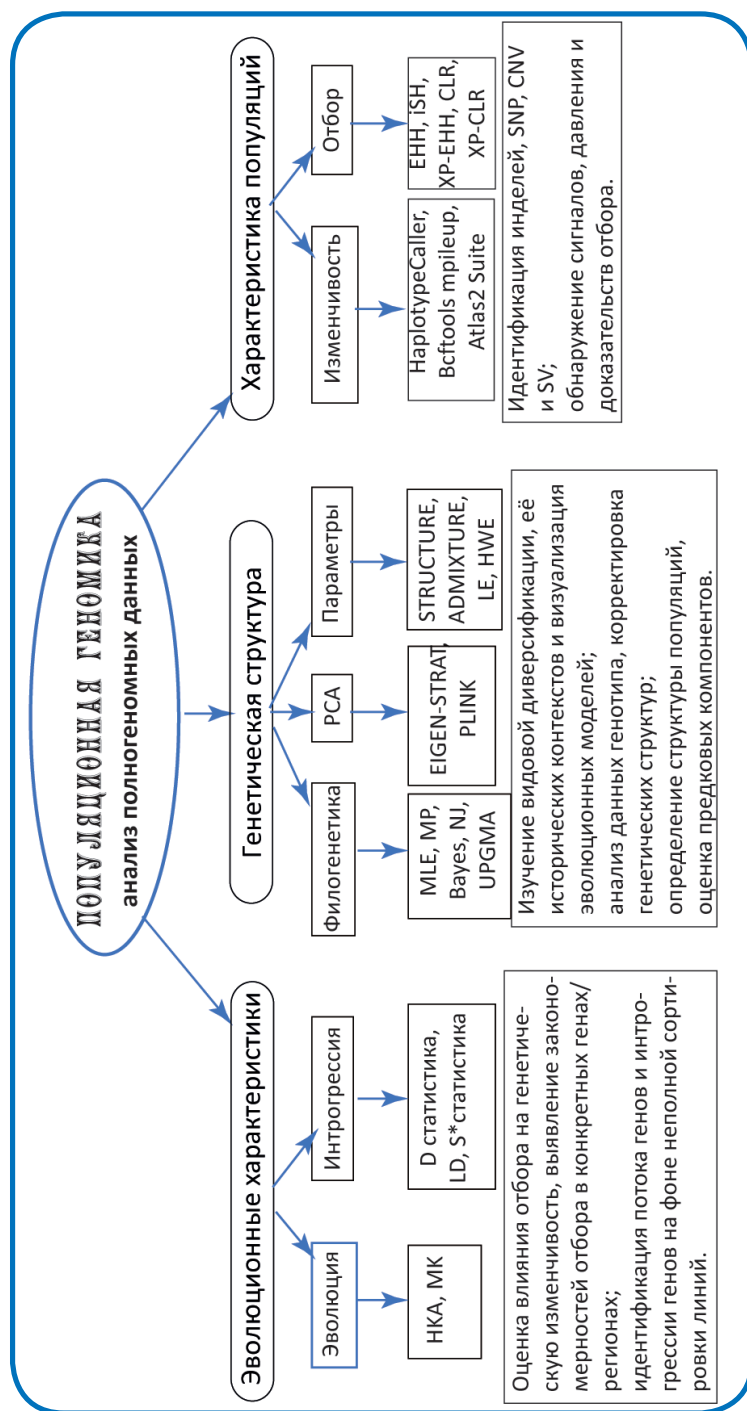 ПОПУЛЯЦИОННАЯ ГЕНОМИКА
анализ полногеномных данных
Эволюционные характеристики
Эволюция
HKA, MK
Интрогрессия
D статистика,
LD, S*статистика
Оценка влияния отбора на генетиче-
скую изменчивость, выявление законо-
мерностей отбора в конкретных генах/
регионах;
идентификация потока генов и интро-
грессии генов на фоне неполной сорти-
ровки линий.
Генетическая структура
Филогенетика
MLE, MP,
Bayes, NJ,
UPGMA
PCA
EIGEN-STRAT,
PLINK
Параметры
STRUCTURE,
ADMIXTURE,
LE, HWE
Изучение видовой диверсификации, её
исторических контекстов и визуализация
эволюционных моделей;
анализ данных генотипа, корректировка
генетических структур;
определение структуры популяций,
оценка предковых компонентов.
Характеристика популяций
Изменчивость
HaplotypeCaller,
Bcftools mpileup,
Atlas2 Suite
Отбор
EHH, iSH,
XP-EHH, CLR,
XP-CLR
Идентификация инделей, SNP, CNV
и SV;
обнаружение сигналов, давления и
доказательств отбора.